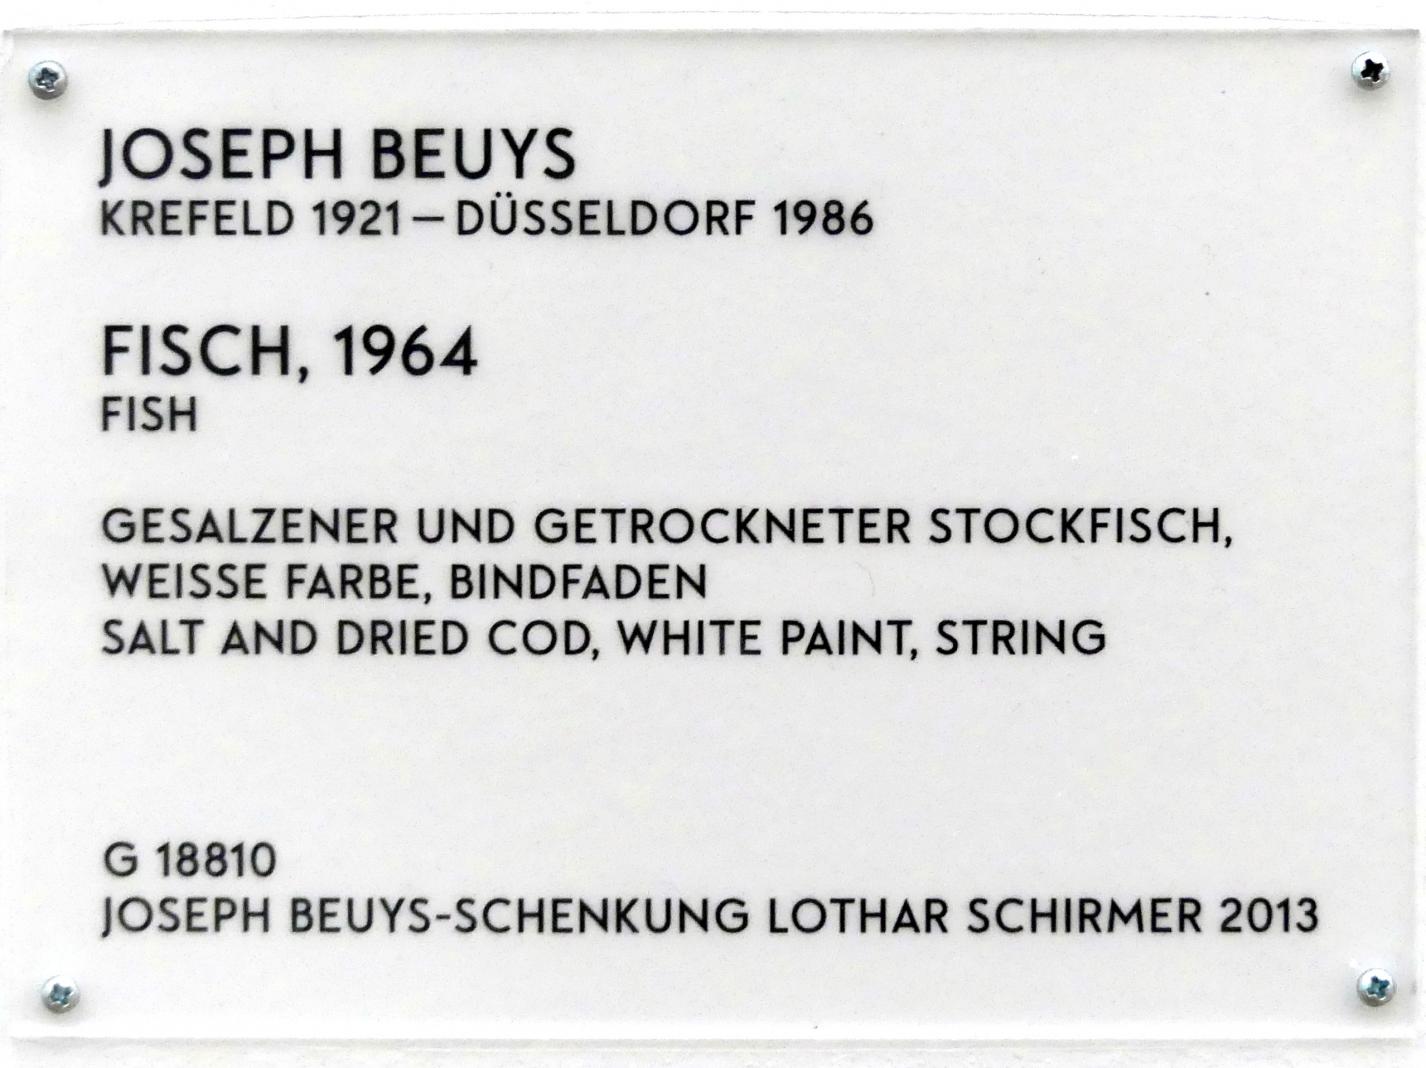 JOSEPH BEUYS
KREFELD 1921 – DÜSSELDORF 1986
FISCH, 1964
FISH
GESALZENER UND GETROCKNETER STOCKFISCH,
WEISSE FARBE, BINDFADEN
SALT AND DRIED COD, WHITE PAINT, STRING
G 18810
JOSEPH BEUYS-SCHENKUNG LOTHAR SCHIRMER 2013